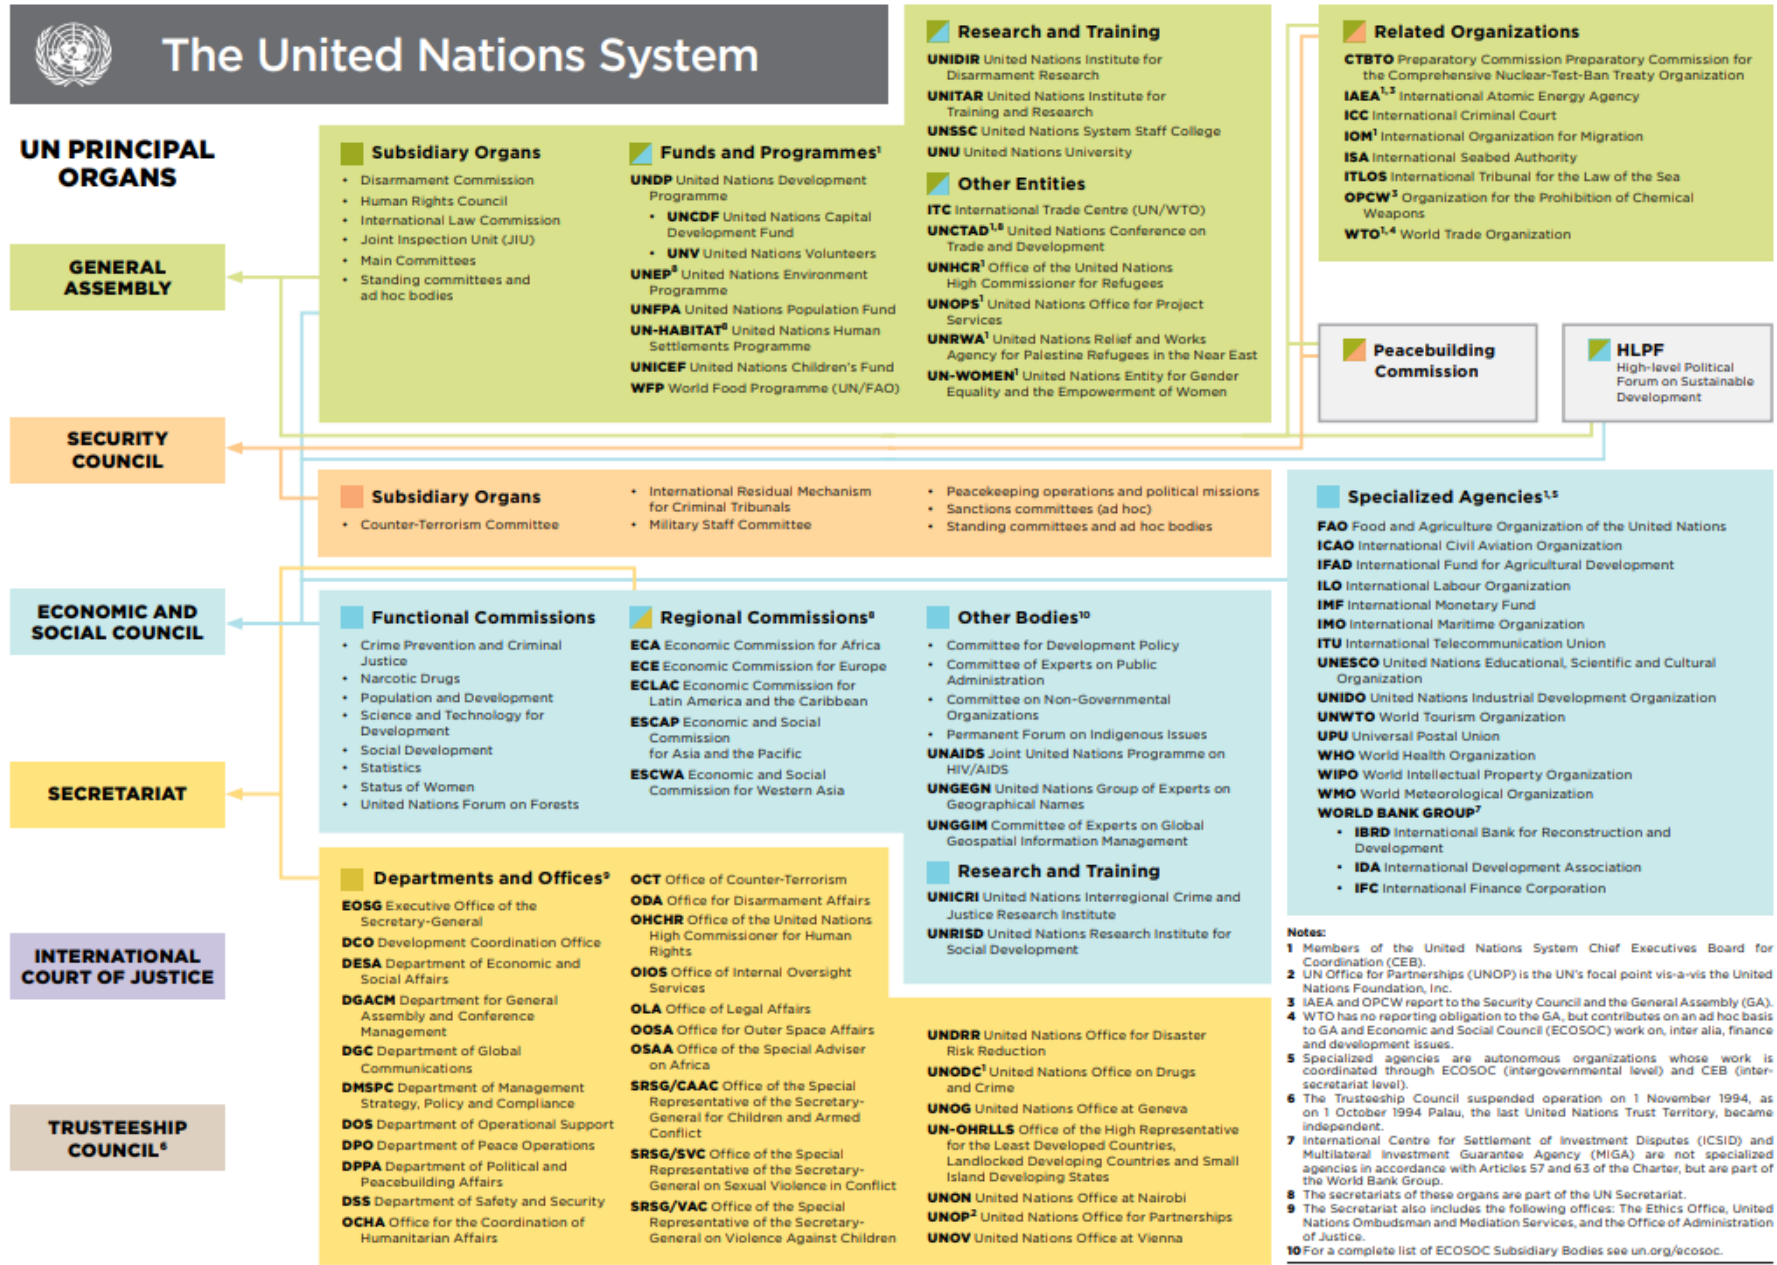 The United Nations System
UN PRINCIPAL
ORGANS
GENERAL
ASSEMBLY
SECURITY
COUNCIL
ECONOMIC AND
SOCIAL COUNCIL
SECRETARIAT
INTERNATIONAL
COURT OF JUSTICE
TRUSTEESHIP
COUNCIL⁶
Subsidiary Organs
• Disarmament Commission
• Human Rights Council
• International Law Commission
• Joint Inspection Unit (JIU)
• Main Committees
• Standing committees and
ad hoc bodies
Funds and Programmes¹
UNDP United Nations Development
Programme
• UNCDF United Nations Capital
Development Fund
• UNV United Nations Volunteers
UNEP⁸ United Nations Environment
Programme
UNFPA United Nations Population Fund
UN-HABITAT⁸ United Nations Human
Settlements Programme
UNICEF United Nations Children's Fund
WFP World Food Programme (UN/FAO)
Research and Training
UNIDIR United Nations Institute for
Disarmament Research
UNITAR United Nations Institute for
Training and Research
UNSSC United Nations System Staff College
UNU United Nations University
Other Entities
ITC International Trade Centre (UN/WTO)
UNCTAD¹,⁸ United Nations Conference on
Trade and Development
UNHCR¹ Office of the United Nations
High Commissioner for Refugees
UNOPS¹ United Nations Office for Project
Services
UNRWA¹ United Nations Relief and Works
Agency for Palestine Refugees in the Near East
UN-WOMEN¹ United Nations Entity for Gender
Equality and the Empowerment of Women
Related Organizations
CTBTO Preparatory Commission Preparatory Commission for
the Comprehensive Nuclear-Test-Ban Treaty Organization
IAEA¹,³ International Atomic Energy Agency
ICC International Criminal Court
IOM¹ International Organization for Migration
ISA International Seabed Authority
ITLOS International Tribunal for the Law of the Sea
OPCW³ Organization for the Prohibition of Chemical
Weapons
WTO¹,⁴ World Trade Organization
Peacebuilding
Commission
HLPF
High-level Political
Forum on Sustainable
Development
Subsidiary Organs
• Counter-Terrorism Committee
• International Residual Mechanism
for Criminal Tribunals
• Military Staff Committee
• Peacekeeping operations and political missions
• Sanctions committees (ad hoc)
• Standing committees and ad hoc bodies
Functional Commissions
• Crime Prevention and Criminal
Justice
• Narcotic Drugs
• Population and Development
• Science and Technology for
Development
• Social Development
• Statistics
• Status of Women
• United Nations Forum on Forests
Regional Commissions⁸
ECA Economic Commission for Africa
ECE Economic Commission for Europe
ECLAC Economic Commission for
Latin America and the Caribbean
ESCAP Economic and Social
Commission
for Asia and the Pacific
ESCWA Economic and Social
Commission for Western Asia
Other Bodies¹⁰
• Committee for Development Policy
• Committee of Experts on Public
Administration
• Committee on Non-Governmental
Organizations
• Permanent Forum on Indigenous Issues
UNAIDS Joint United Nations Programme on
HIV/AIDS
UNGEGN United Nations Group of Experts on
Geographical Names
UNGGIM Committee of Experts on Global
Geospatial Information Management
Research and Training
UNICRI United Nations Interregional Crime and
Justice Research Institute
UNRISD United Nations Research Institute for
Social Development
Specialized Agencies¹,⁵
FAO Food and Agriculture Organization of the United Nations
ICAO International Civil Aviation Organization
IFAD International Fund for Agricultural Development
ILO International Labour Organization
IMF International Monetary Fund
IMO International Maritime Organization
ITU International Telecommunication Union
UNESCO United Nations Educational, Scientific and Cultural
Organization
UNIDO United Nations Industrial Development Organization
UNWTO World Tourism Organization
UPU Universal Postal Union
WHO World Health Organization
WIPO World Intellectual Property Organization
WMO World Meteorological Organization
WORLD BANK GROUP⁷
• IBRD International Bank for Reconstruction and
Development
• IDA International Development Association
• IFC International Finance Corporation
Departments and Offices⁹
EOSG Executive Office of the
Secretary-General
DCO Development Coordination Office
DESA Department of Economic and
Social Affairs
DGACM Department for General
Assembly and Conference
Management
DGC Department of Global
Communications
DMSPC Department of Management
Strategy, Policy and Compliance
DOS Department of Operational Support
DPO Department of Peace Operations
DPPA Department of Political and
Peacebuilding Affairs
DSS Department of Safety and Security
OCHA Office for the Coordination of
Humanitarian Affairs
OCT Office of Counter-Terrorism
ODA Office for Disarmament Affairs
OHCHR Office of the United Nations
High Commissioner for Human
Rights
OIOS Office of Internal Oversight
Services
OLA Office of Legal Affairs
OOSA Office for Outer Space Affairs
OSAA Office of the Special Adviser
on Africa
SRSG/CAAC Office of the Special
Representative of the Secretary-
General for Children and Armed
Conflict
SRSG/SVC Office of the Special
Representative of the Secretary-
General on Sexual Violence in Conflict
SRSG/VAC Office of the Special
Representative of the Secretary-
General on Violence Against Children
UNDRR United Nations Office for Disaster
Risk Reduction
UNODC¹ United Nations Office on Drugs
and Crime
UNOG United Nations Office at Geneva
UN-OHRLLS Office of the High Representative
for the Least Developed Countries,
Landlocked Developing Countries and Small
Island Developing States
UNON United Nations Office at Nairobi
UNOP² United Nations Office for Partnerships
UNOV United Nations Office at Vienna
Notes:
1 Members of the United Nations System Chief Executives Board for
Coordination (CEB).
2 UN Office for Partnerships (UNOP) is the UN's focal point vis-a-vis the United
Nations Foundation, Inc.
3 IAEA and OPCW report to the Security Council and the General Assembly (GA).
4 WTO has no reporting obligation to the GA, but contributes on an ad hoc basis
to GA and Economic and Social Council (ECOSOC) work on, inter alia, finance
and development issues.
5 Specialized agencies are autonomous organizations whose work is
coordinated through ECOSOC (intergovernmental level) and CEB (inter-
secretariat level).
6 The Trusteeship Council suspended operation on 1 November 1994, as
on 1 October 1994 Palau, the last United Nations Trust Territory, became
independent.
7 International Centre for Settlement of Investment Disputes (ICSID) and
Multilateral Investment Guarantee Agency (MIGA) are not specialized
agencies in accordance with Articles 57 and 63 of the Charter, but are part of
the World Bank Group.
8 The secretariats of these organs are part of the UN Secretariat.
9 The Secretariat also includes the following offices: The Ethics Office, United
Nations Ombudsman and Mediation Services, and the Office of Administration
of Justice.
10 For a complete list of ECOSOC Subsidiary Bodies see un.org/ecosoc.